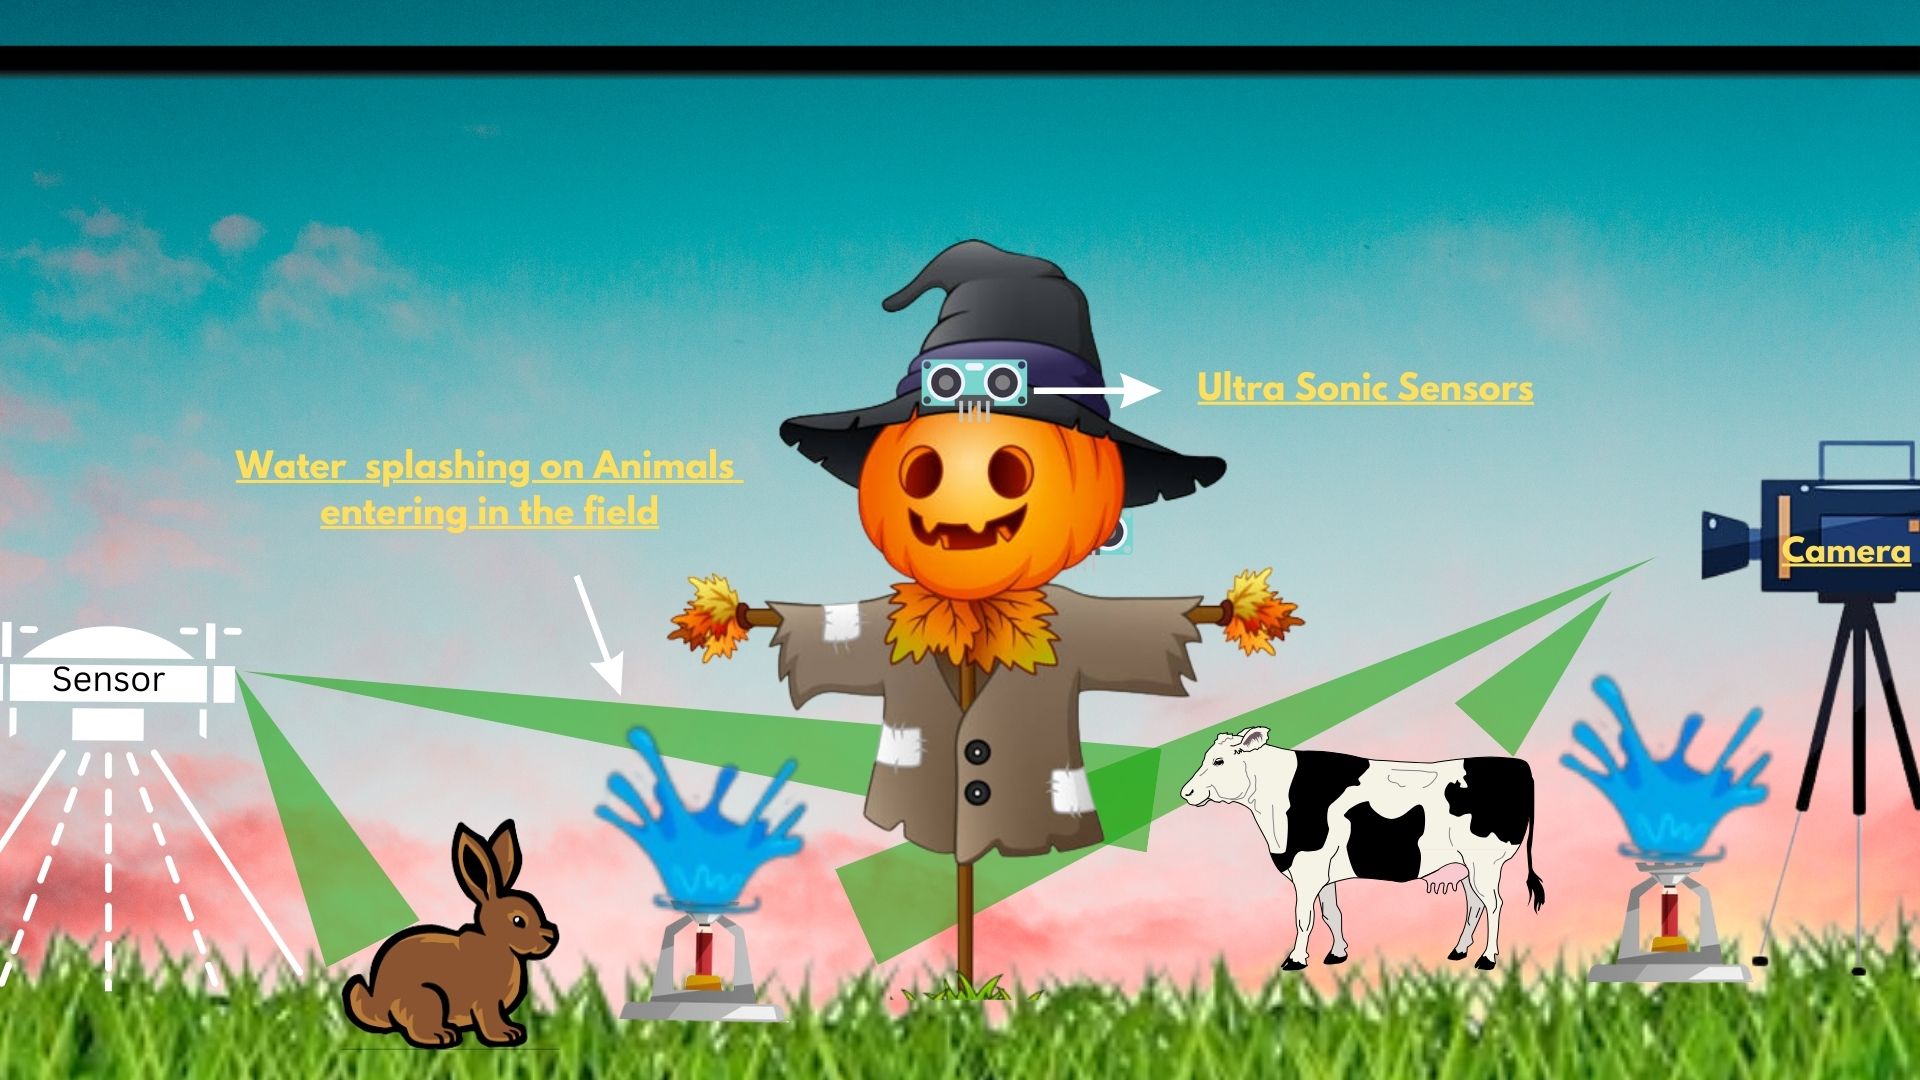 Ultra Sonic Sensors
Water splashing on Animals
entering in the field
Camera
Sensor